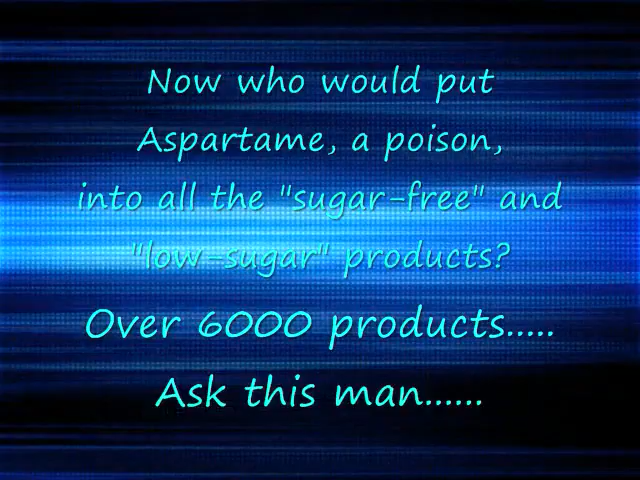 Now who would put
Aspartame, a poison,
into all the "sugar-free" and
"low-sugar" products?
Over 6000 products.....
Ask this man......